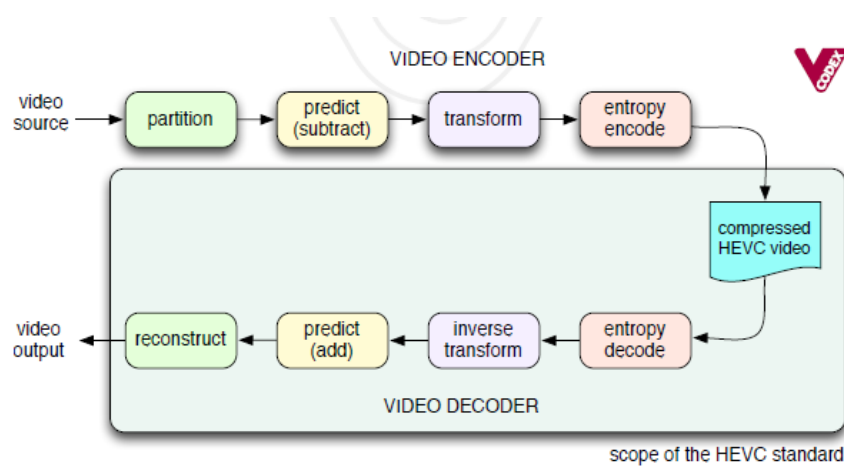 VIDEO ENCODER
V
CODEX
video
source
partition
predict
(subtract)
transform
entropy
encode
compressed
HEVC video
video
output
reconstruct
predict
(add)
inverse
transform
entropy
decode
VIDEO DECODER
scope of the HEVC standard